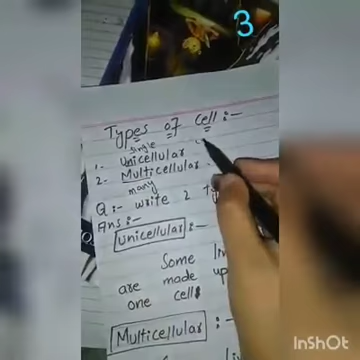 3
Types of Cell :-
single
1- Unicellular
2- Multicellular -
many
Q:- write 2
Ans:-
Unicellular :-
Some
are made up
one cells
Multicellular :-
InShOt